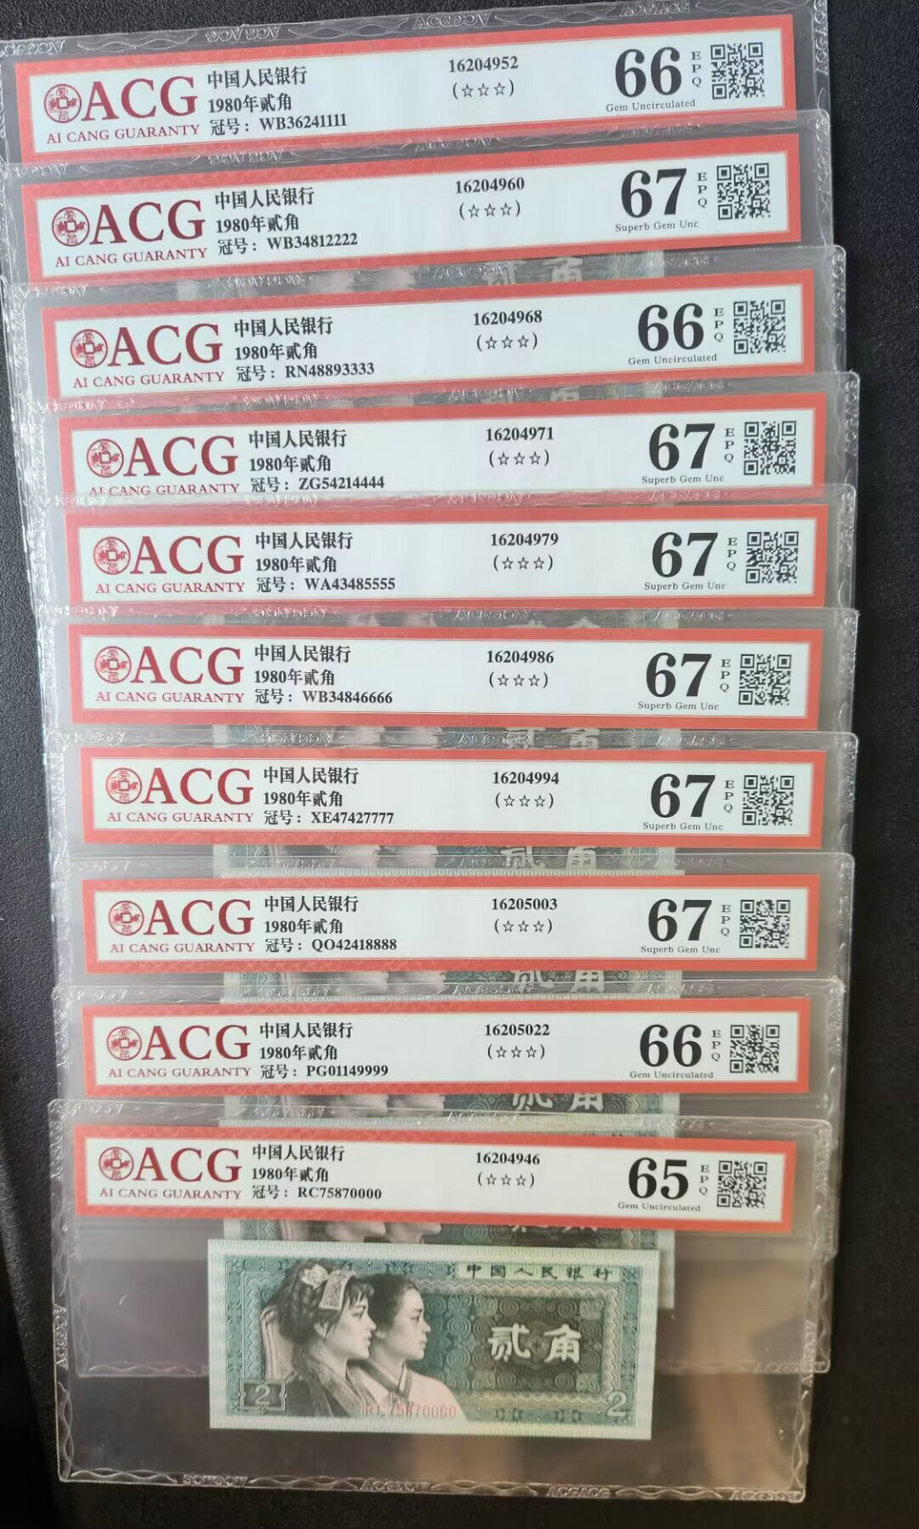 ACG
AI CANG GUARANTY
中国人民银行
1980年贰角
冠号: WB36241111
16204952
(☆☆☆)
66
EPQ
Gem Uncirculated
ACG
AI CANG GUARANTY
中国人民银行
1980年贰角
冠号: WB34812222
16204960
(☆☆☆)
67
EPQ
Superb Gem Unc
贰角
ACG
AI CANG GUARANTY
中国人民银行
1980年贰角
冠号: RN48893333
16204968
(☆☆☆)
66
EPQ
Gem Uncirculated
ACG
AI CANG GUARANTY
中国人民银行
1980年贰角
冠号: ZG54214444
16204971
(☆☆☆)
67
EPQ
Superb Gem Unc
ACG
AI CANG GUARANTY
中国人民银行
1980年贰角
冠号: WA43485555
16204979
(☆☆☆)
67
EPQ
Superb Gem Unc
ACG
AI CANG GUARANTY
中国人民银行
1980年贰角
冠号: WB34846666
16204986
(☆☆☆)
67
EPQ
Superb Gem Unc
ACG
AI CANG GUARANTY
中国人民银行
1980年贰角
冠号: XE47427777
16204994
(☆☆☆)
67
EPQ
Superb Gem Unc
贰角
ACG
AI CANG GUARANTY
中国人民银行
1980年贰角
冠号: QO42418888
16205003
(☆☆☆)
67
EPQ
Superb Gem Unc
贰角
ACG
AI CANG GUARANTY
中国人民银行
1980年贰角
冠号: PG01149999
16205022
(☆☆☆)
66
EPQ
Gem Uncirculated
贰角
ACG
AI CANG GUARANTY
中国人民银行
1980年贰角
冠号: RC75870000
16204946
(☆☆☆)
65
EPQ
Gem Uncirculated
中国人民银行
贰角
2
RC75870000
2